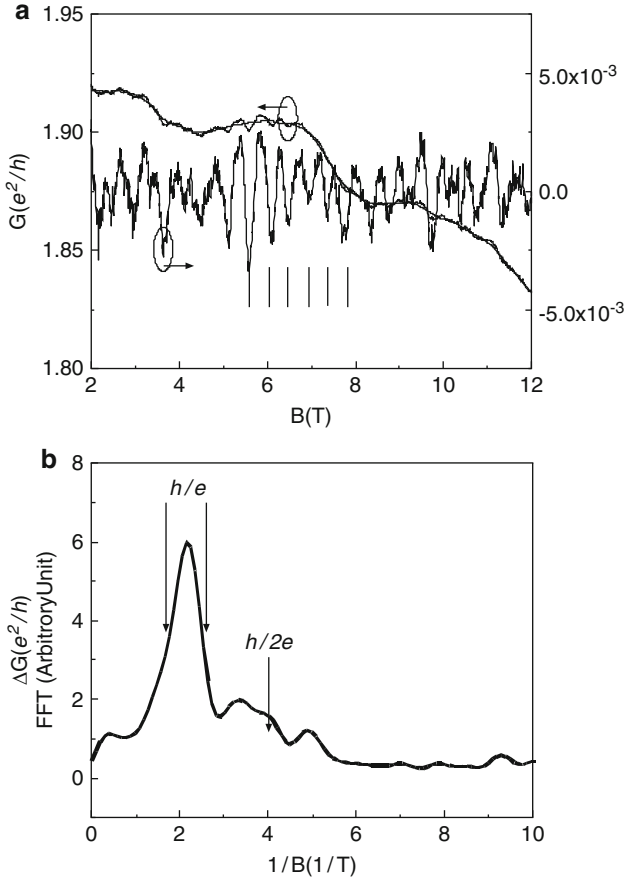 a
1.95
1.90
1.85
1.80
G(e²/h)
5.0x10⁻³
0.0
-5.0x10⁻³
2 4 6 8 10 12
B(T)
b
8
6
4
2
0
ΔG(e²/h)
FFT (ArbitroryUnit)
h/e
h/2e
0 2 4 6 8 10
1/B(1/T)